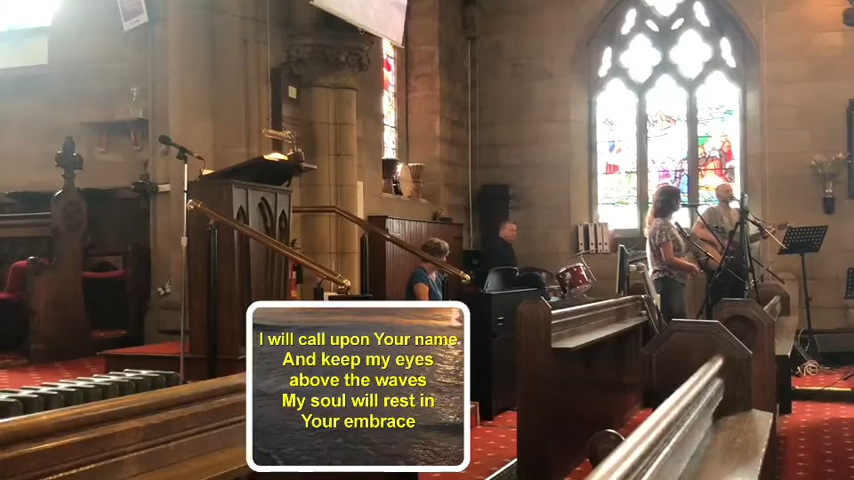 I will call upon Your name
And keep my eyes
above the waves
My soul will rest in
Your embrace